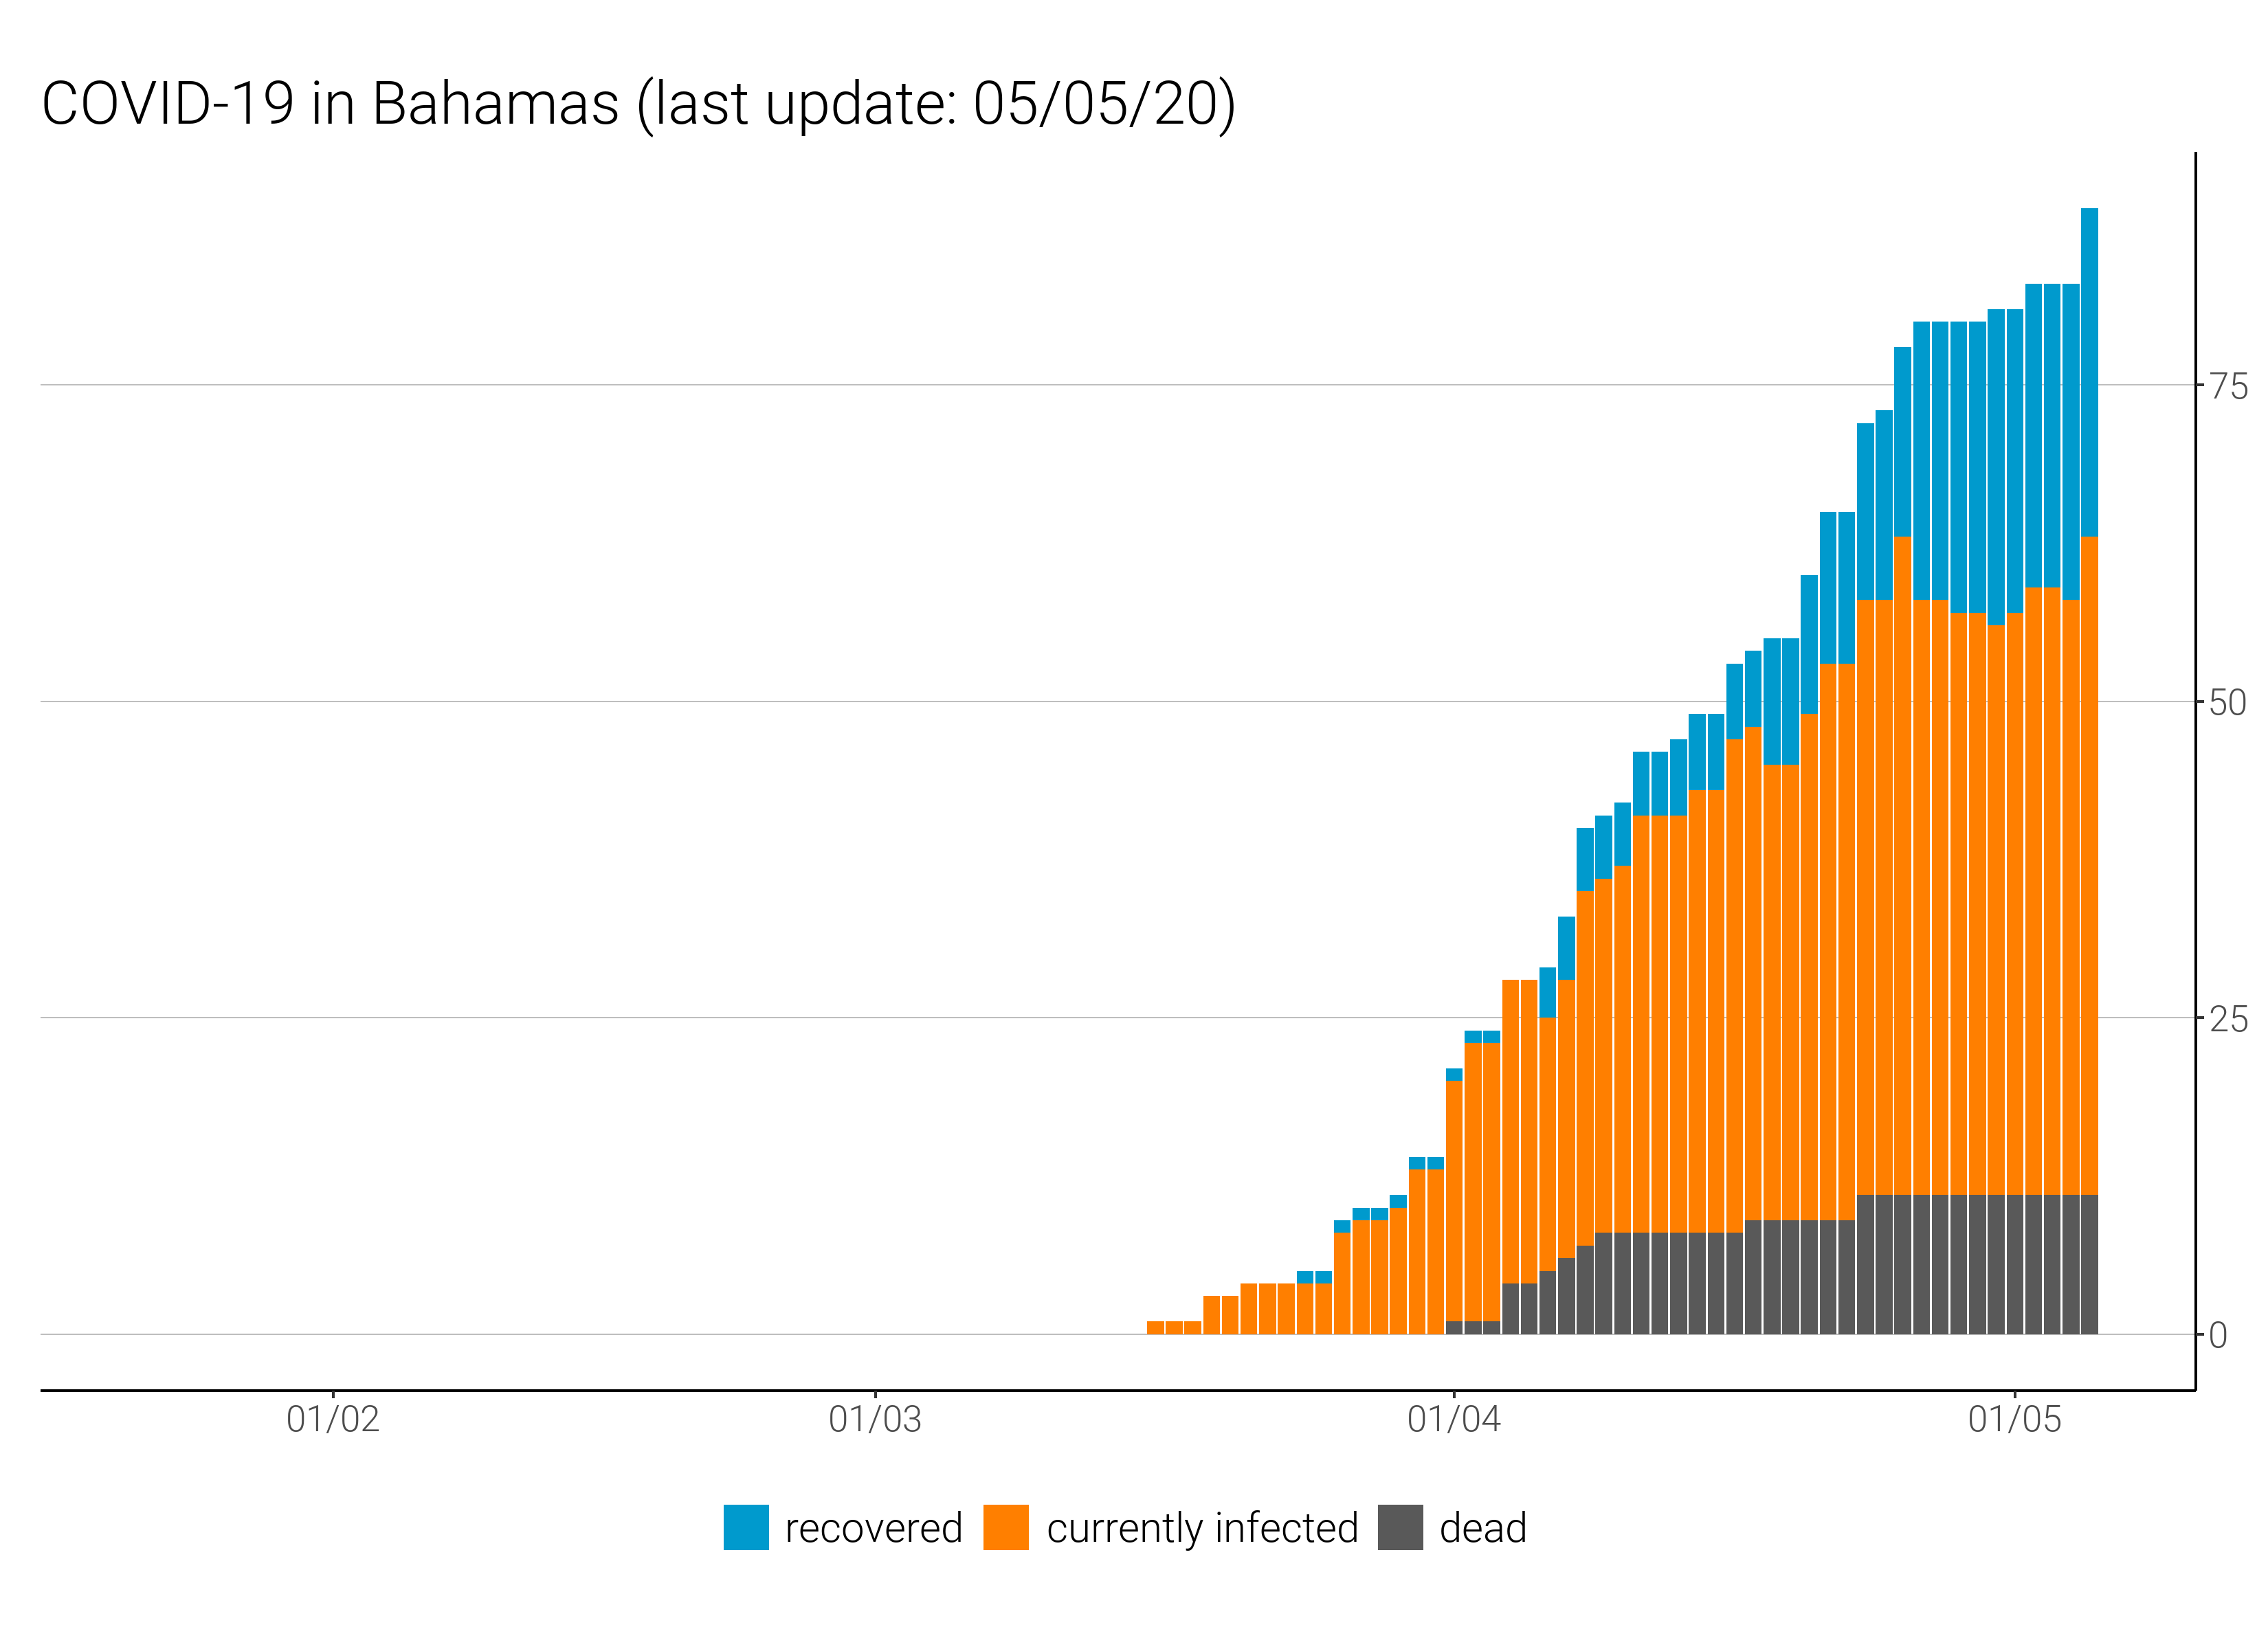 COVID-19 in Bahamas (last update: 05/05/20)
75
50
25
0
01/02 01/03 01/04 01/05
recovered currently infected dead